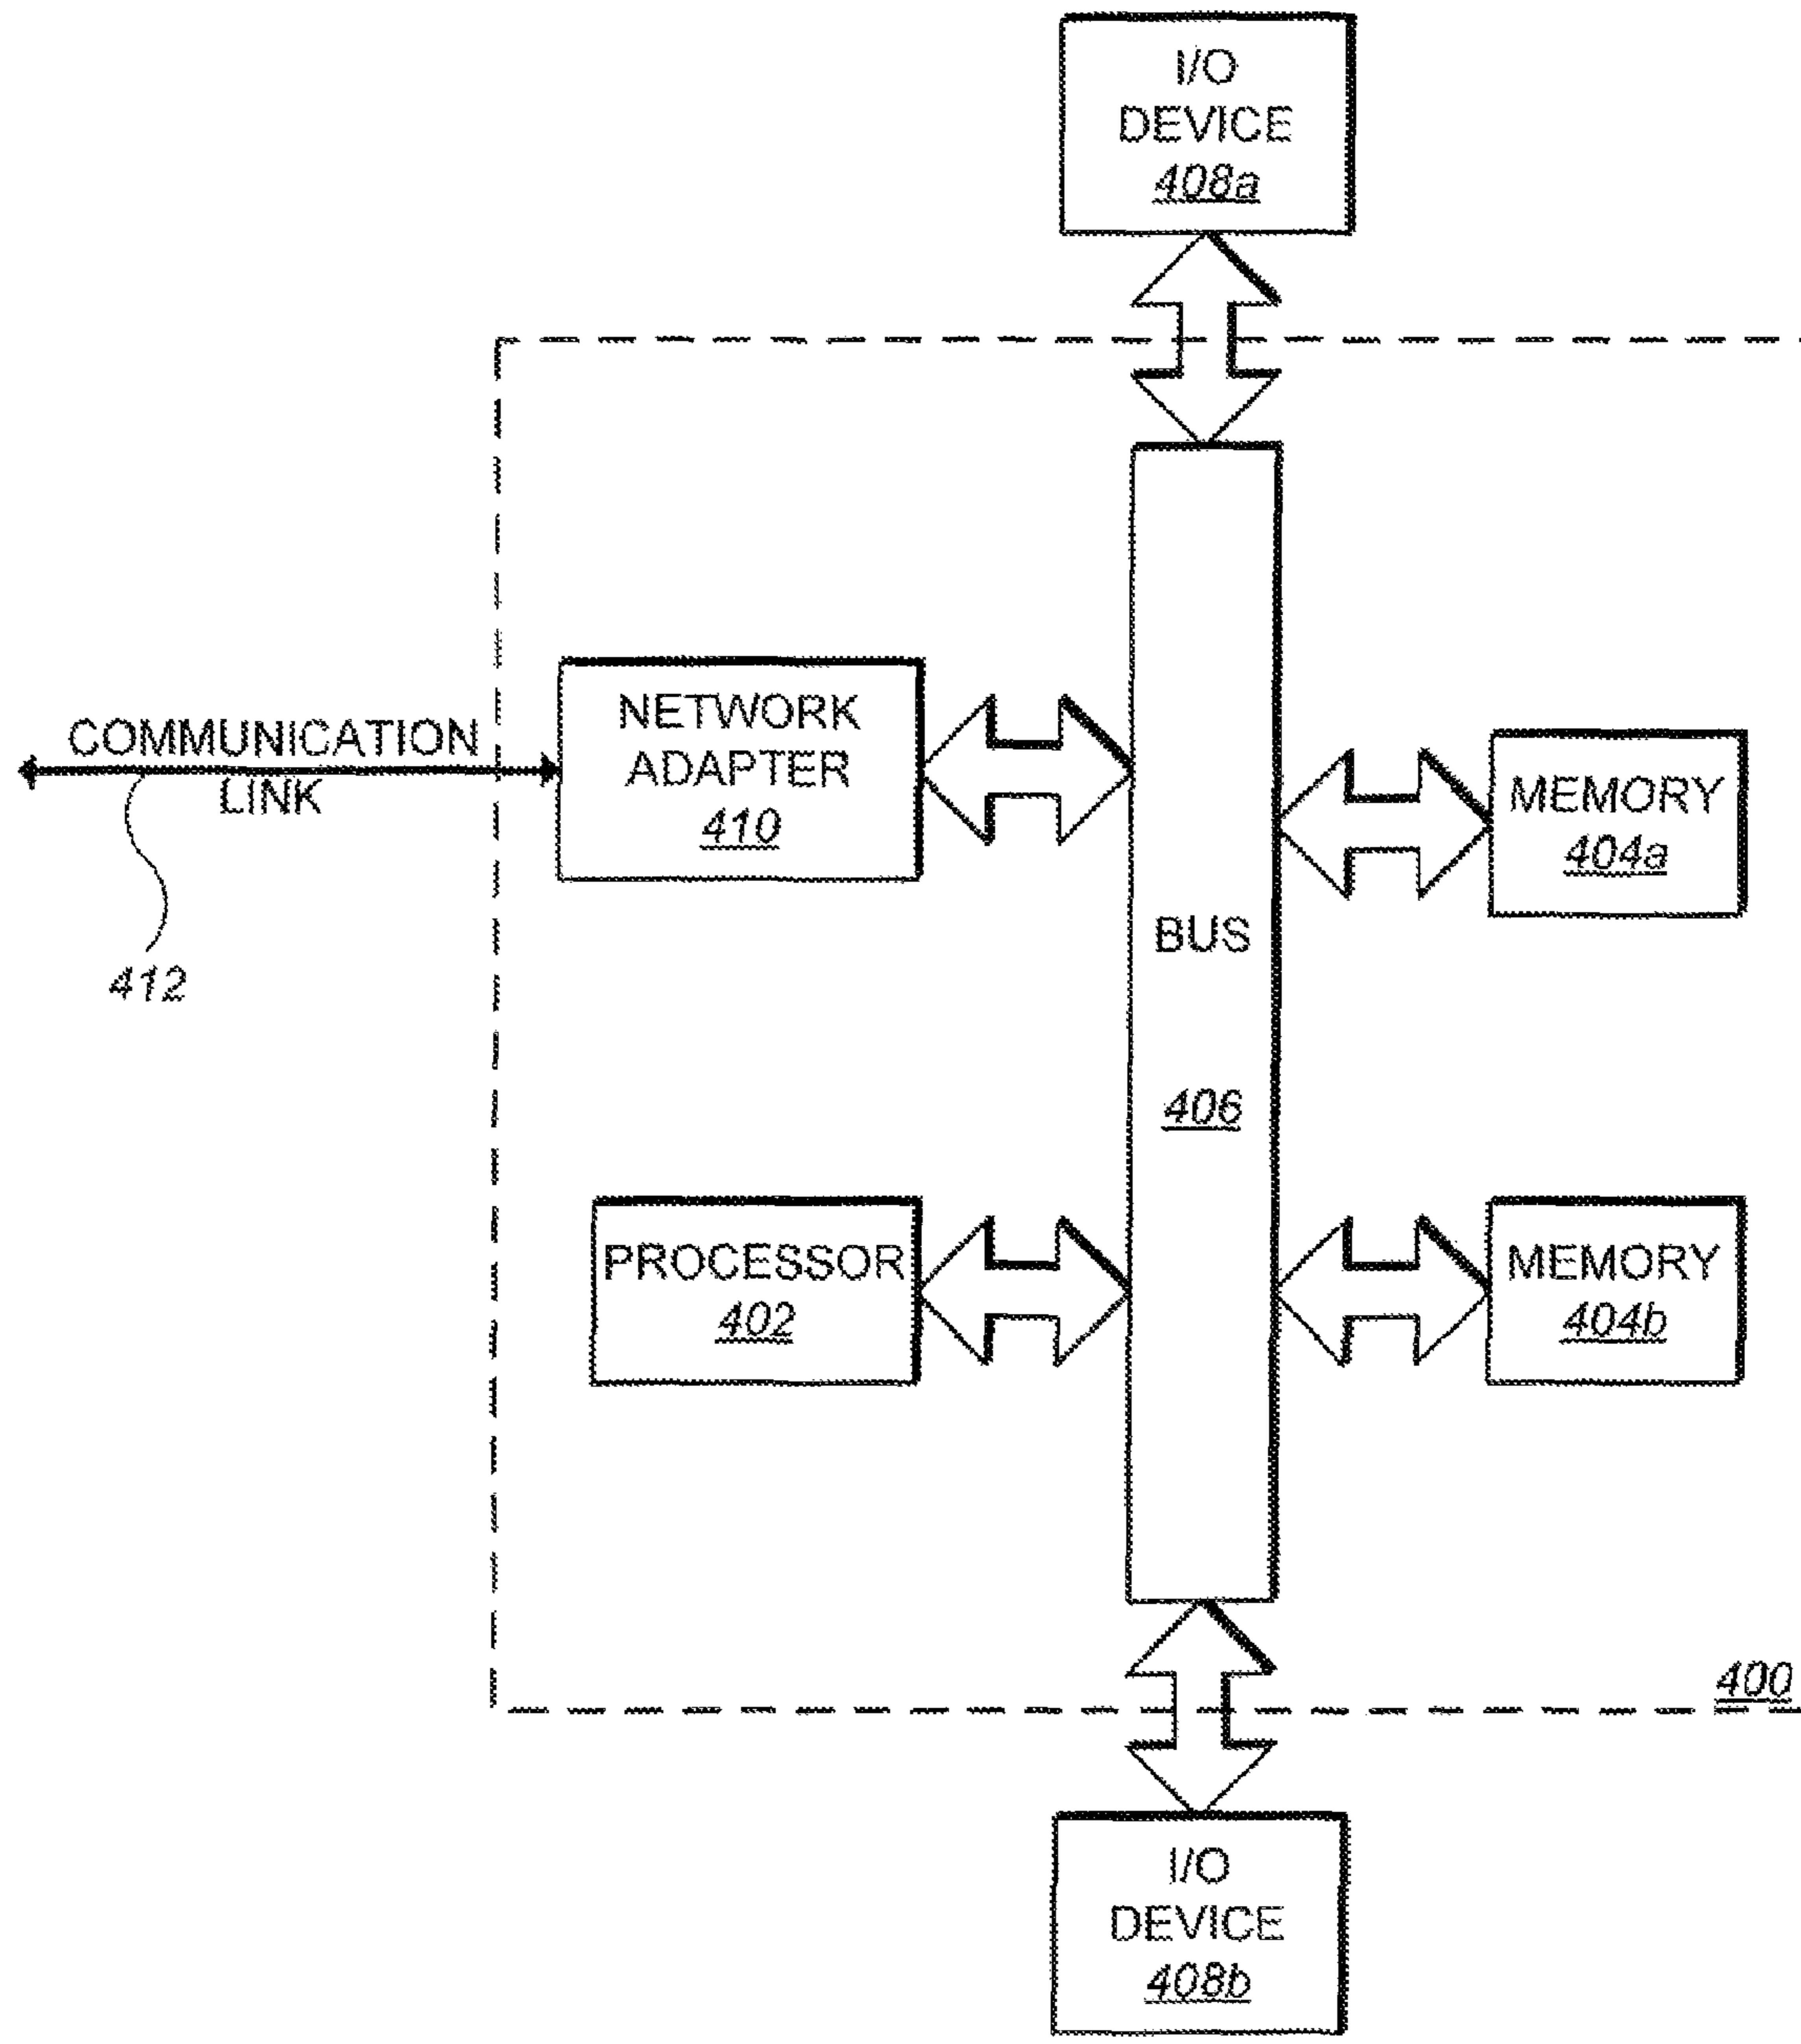 I/O
DEVICE
408a
COMMUNICATION
LINK
412
NETWORK
ADAPTER
410
MEMORY
404a
BUS
406
PROCESSOR
402
MEMORY
404b
400
I/O
DEVICE
408b